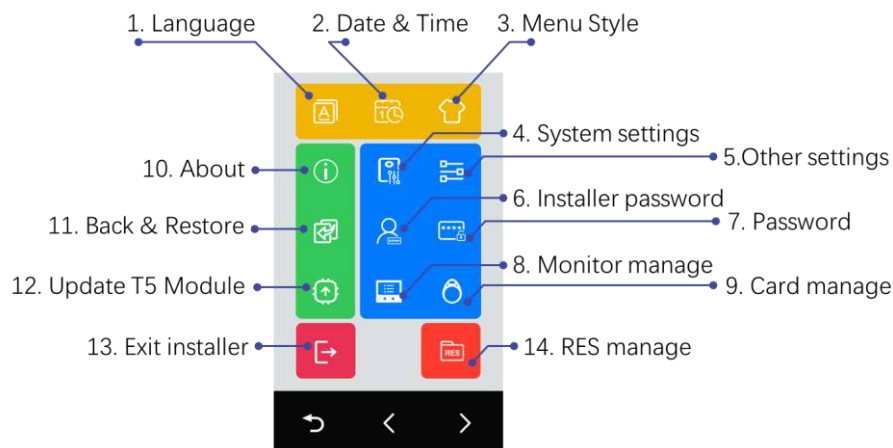 1. Language
2. Date & Time
3. Menu Style
4. System settings
5.Other settings
6. Installer password
7. Password
8. Monitor manage
9. Card manage
10. About
11. Back & Restore
12. Update T5 Module
13. Exit installer
14. RES manage
A
1
RES